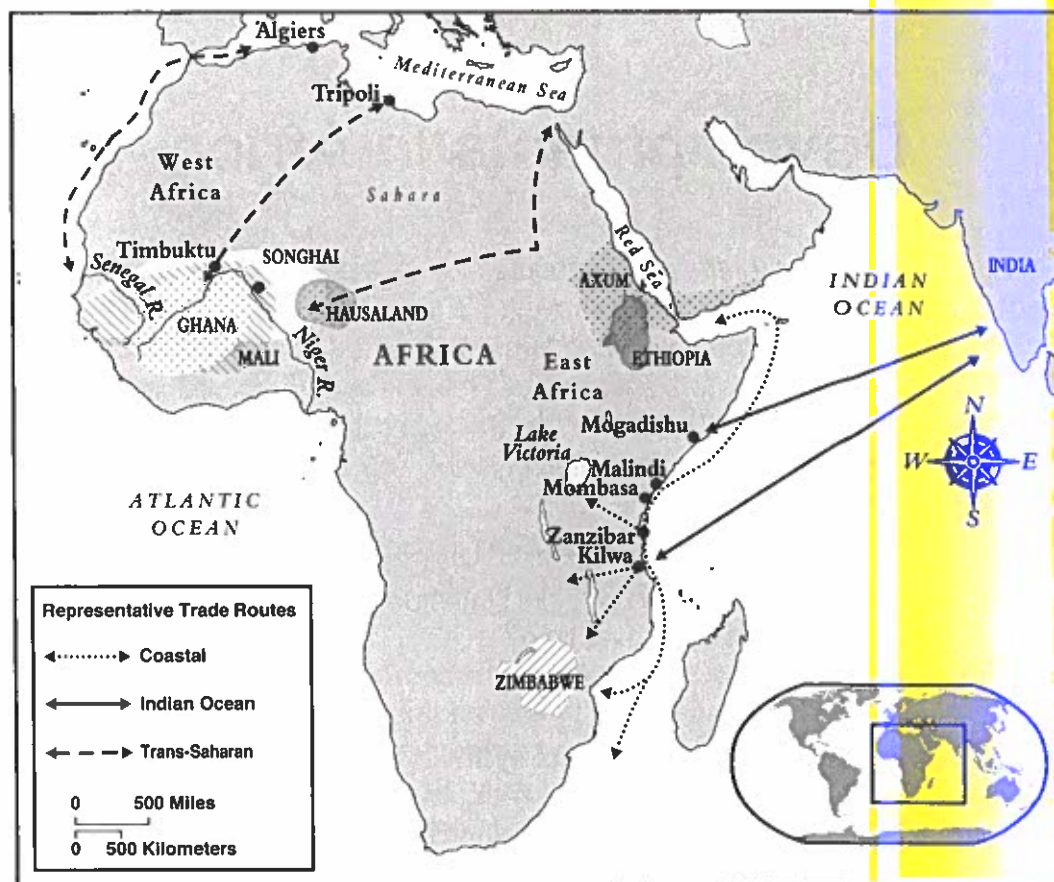 Algiers
Mediterranean Sea
Tripoli
West
Africa
Sahara
Timbuktu
SONGHAI
Senegal R.
GHANA
HAUSALAND
MALI
Niger R.
AFRICA
Red Sea
AXUM
ETHIOPIA
East
Africa
INDIAN
OCEAN
INDIA
Mogadishu
Lake
Victoria
Malindi
Mombasa
Zanzibar
Kilwa
ZIMBABWE
ATLANTIC
OCEAN
N
W
E
S
Representative Trade Routes
Coastal
Indian Ocean
Trans-Saharan
0 500 Miles
0 500 Kilometers